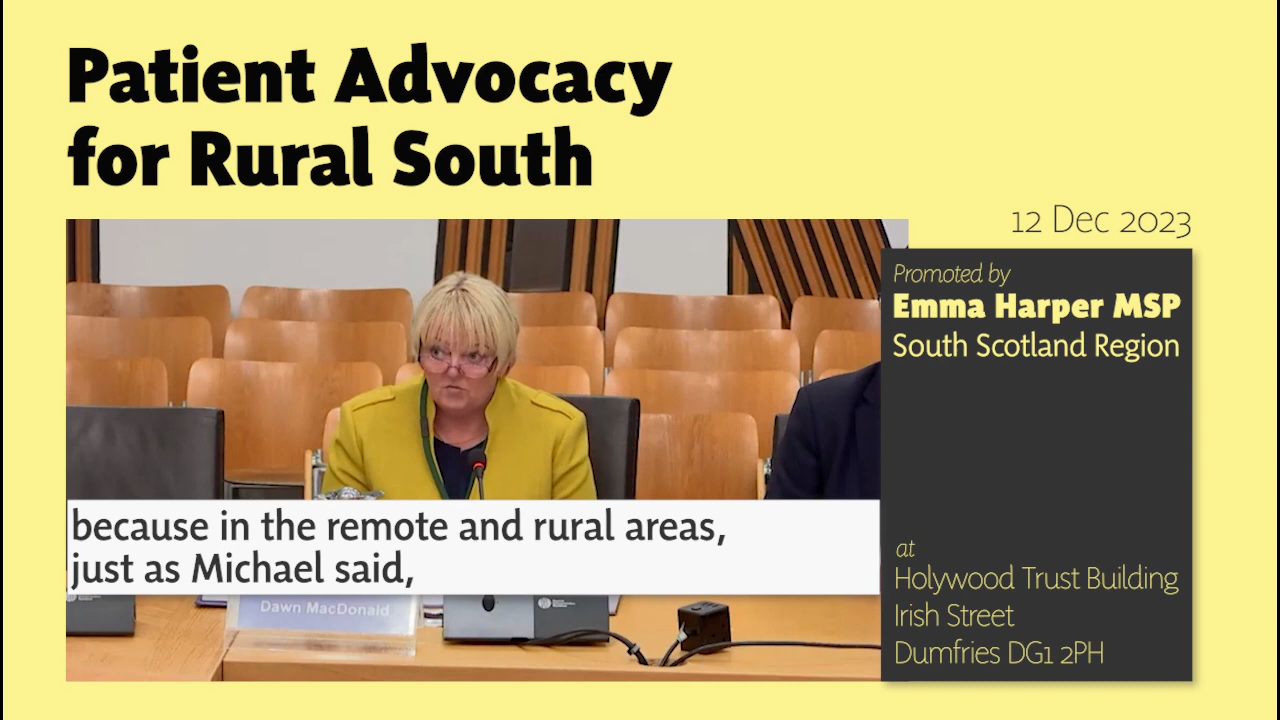 Patient Advocacy
for Rural South
12 Dec 2023
Promoted by
Emma Harper MSP
South Scotland Region
because in the remote and rural areas,
just as Michael said,
Dawn MacDonald
at
Holywood Trust Building
Irish Street
Dumfries DG1 2PH